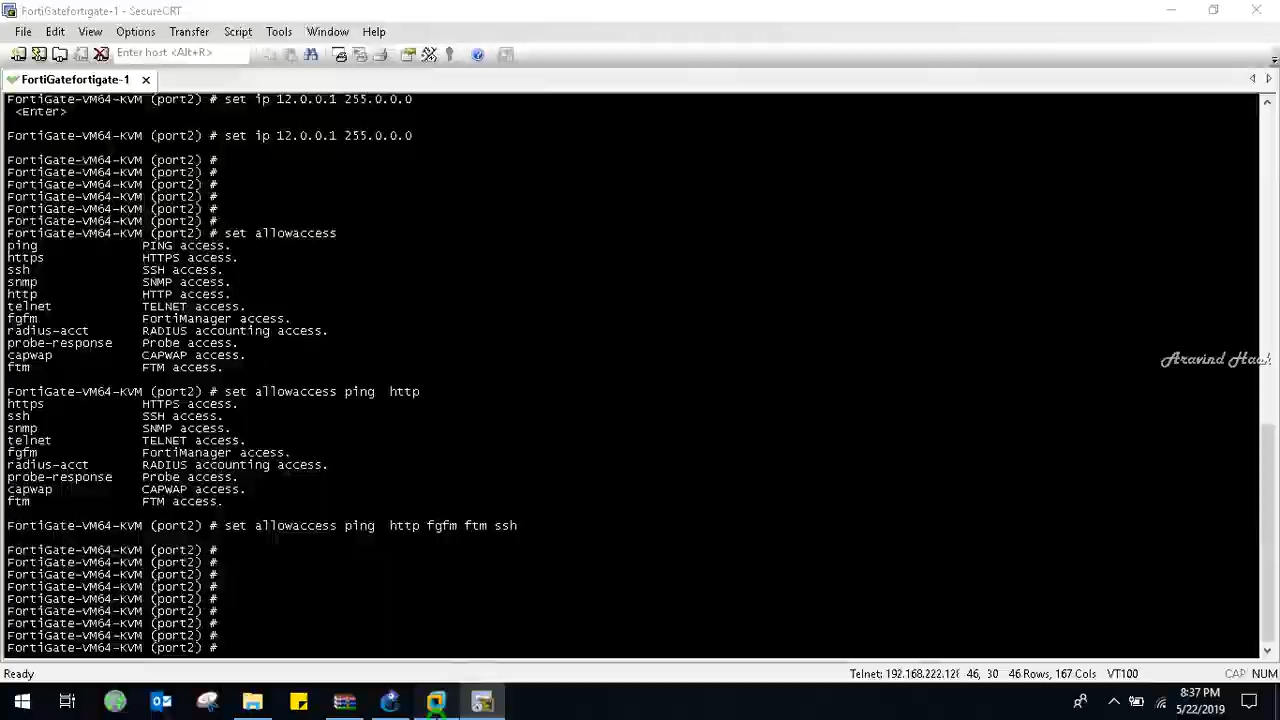 FortiGatefortigate-1 - SecureCRT
File Edit View Options Transfer Script Tools Window Help
Enter host <Alt+R>
FortiGatefortigate-1
FortiGate-VM64-KVM (port2) # set ip 12.0.0.1 255.0.0.0
<Enter>
FortiGate-VM64-KVM (port2) # set ip 12.0.0.1 255.0.0.0
FortiGate-VM64-KVM (port2) #
FortiGate-VM64-KVM (port2) #
FortiGate-VM64-KVM (port2) #
FortiGate-VM64-KVM (port2) #
FortiGate-VM64-KVM (port2) #
FortiGate-VM64-KVM (port2) #
FortiGate-VM64-KVM (port2) # set allowaccess
ping PING access.
https HTTPS access.
ssh SSH access.
snmp SNMP access.
http HTTP access.
telnet TELNET access.
fgfm FortiManager access.
radius-acct RADIUS accounting access.
probe-response Probe access.
capwap CAPWAP access.
ftm FTM access.
Aravind Haak
FortiGate-VM64-KVM (port2) # set allowaccess ping  http
https HTTPS access.
ssh SSH access.
snmp SNMP access.
telnet TELNET access.
fgfm FortiManager access.
radius-acct RADIUS accounting access.
probe-response Probe access.
capwap CAPWAP access.
ftm FTM access.
FortiGate-VM64-KVM (port2) # set allowaccess ping  http fgfm ftm ssh
FortiGate-VM64-KVM (port2) #
FortiGate-VM64-KVM (port2) #
FortiGate-VM64-KVM (port2) #
FortiGate-VM64-KVM (port2) #
FortiGate-VM64-KVM (port2) #
FortiGate-VM64-KVM (port2) #
FortiGate-VM64-KVM (port2) #
FortiGate-VM64-KVM (port2) #
FortiGate-VM64-KVM (port2) #
Ready Telnet: 192.168.222.12 46, 30 46 Rows, 167 Cols VT100 CAP NUM
8:37 PM
5/22/2019